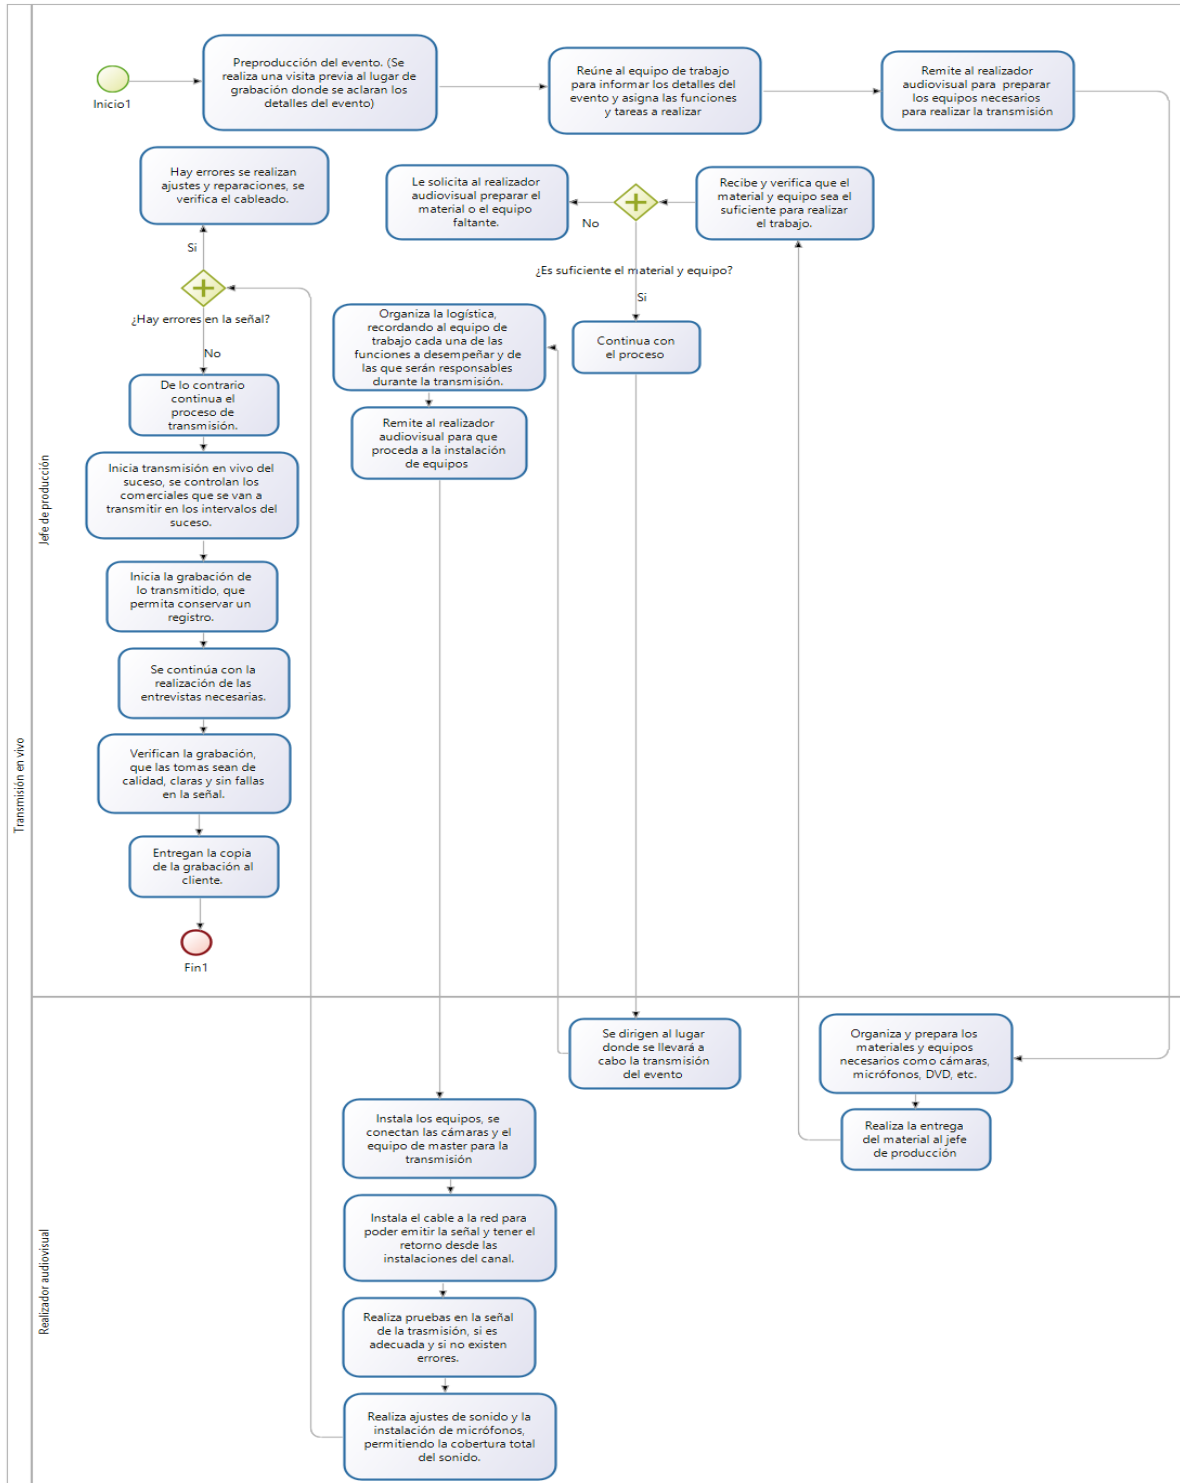 Transmisión en vivo
Jefe de producción
Inicio1
Preproducción del evento. (Se
realiza una visita previa al lugar de
grabación donde se aclaran los
detalles del evento)
Reúne al equipo de trabajo
para informar los detalles del
evento y asigna las funciones
y tareas a realizar
Remite al realizador
audiovisual para preparar
los equipos necesarios
para realizar la transmisión
Hay errores se realizan
ajustes y reparaciones, se
verifica el cableado.
Le solicita al realizador
audiovisual preparar el
material o el equipo
faltante.
No
Recibe y verifica que el
material y equipo sea el
suficiente para realizar
el trabajo.
Si
¿Es suficiente el material y equipo?
Si
¿Hay errores en la señal?
No
Organiza la logística,
recordando al equipo de
trabajo cada una de las
funciones a desempeñar y de
las que serán responsables
durante la transmisión.
Continua con
el proceso
De lo contrario
continua el
proceso de
transmisión.
Remite al realizador
audiovisual para que
proceda a la instalación
de equipos
Inicia transmisión en vivo del
suceso, se controlan los
comerciales que se van a
transmitir en los intervalos del
suceso.
Inicia la grabación de
lo transmitido, que
permita conservar un
registro.
Se continúa con la
realización de las
entrevistas necesarias.
Verifican la grabación,
que las tomas sean de
calidad, claras y sin fallas
en la señal.
Entregan la copia
de la grabación al
cliente.
Fin1
Realizador audiovisual
Se dirigen al lugar
donde se llevará a
cabo la transmisión
del evento
Organiza y prepara los
materiales y equipos
necesarios como cámaras,
micrófonos, DVD, etc.
Realiza la entrega
del material al jefe
de producción
Instala los equipos, se
conectan las cámaras y el
equipo de master para la
transmisión
Instala el cable a la red para
poder emitir la señal y tener el
retorno desde las
instalaciones del canal.
Realiza pruebas en la señal
de la trasmisión, si es
adecuada y si no existen
errores.
Realiza ajustes de sonido y la
instalación de micrófonos,
permitiendo la cobertura total
del sonido.